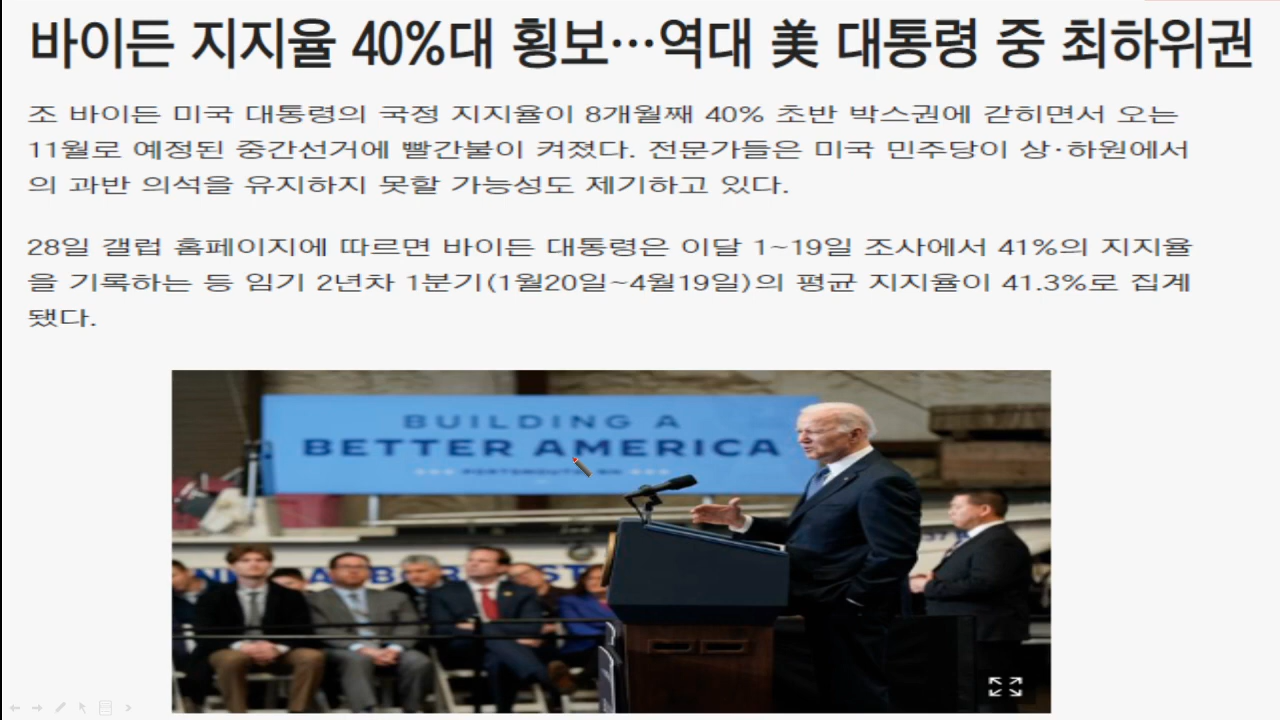 바이든 지지율 40%대 횡보…역대 美 대통령 중 최하위권
조 바이든 미국 대통령의 국정 지지율이 8개월째 40% 초반 박스권에 갇히면서 오는
11월로 예정된 중간선거에 빨간불이 켜졌다. 전문가들은 미국 민주당이 상·하원에서
의 과반 의석을 유지하지 못할 가능성도 제기하고 있다.
28일 갤럽 홈페이지에 따르면 바이든 대통령은 이달 1~19일 조사에서 41%의 지지율
을 기록하는 등 임기 2년차 1분기(1월20일~4월19일)의 평균 지지율이 41.3%로 집계
됐다.
BUILDING A
BETTER AMERICA
PORTSMOUTH, NH